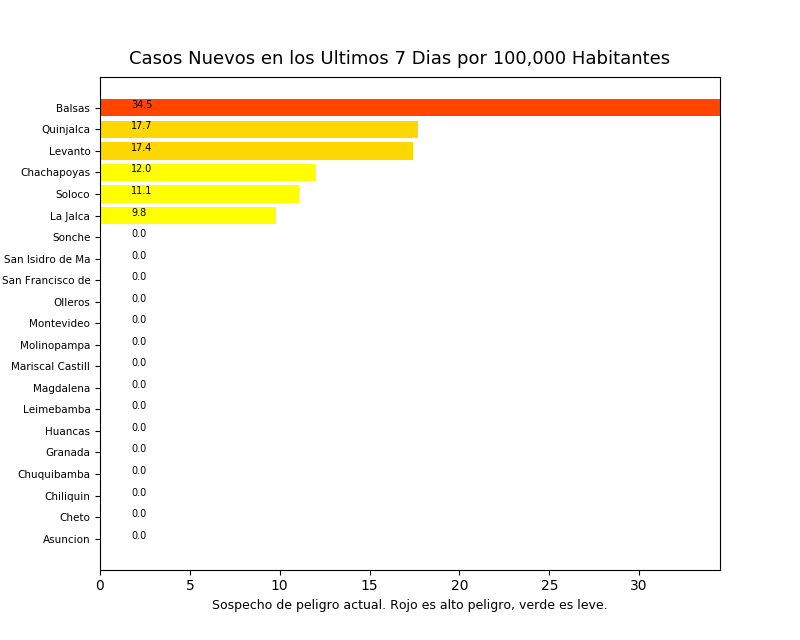 Casos Nuevos en los Ultimos 7 Dias por 100,000 Habitantes
Balsas 34.5
Quinjalca 17.7
Levanto 17.4
Chachapoyas 12.0
Soloco 11.1
La Jalca 9.8
Sonche 0.0
San Isidro de Ma 0.0
San Francisco de 0.0
Olleros 0.0
Montevideo 0.0
Molinopampa 0.0
Mariscal Castill 0.0
Magdalena 0.0
Leimebamba 0.0
Huancas 0.0
Granada 0.0
Chuquibamba 0.0
Chiliquin 0.0
Cheto 0.0
Asuncion 0.0
0 5 10 15 20 25 30
Sospecho de peligro actual. Rojo es alto peligro, verde es leve.